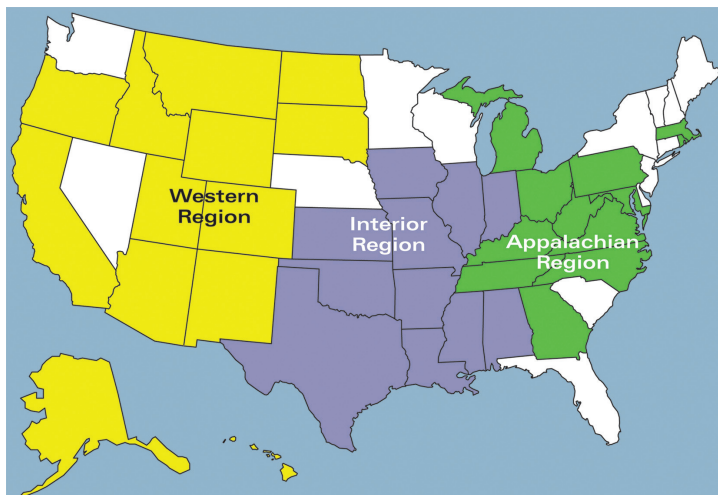 Western
Region
Interior
Region
Appalachian
Region